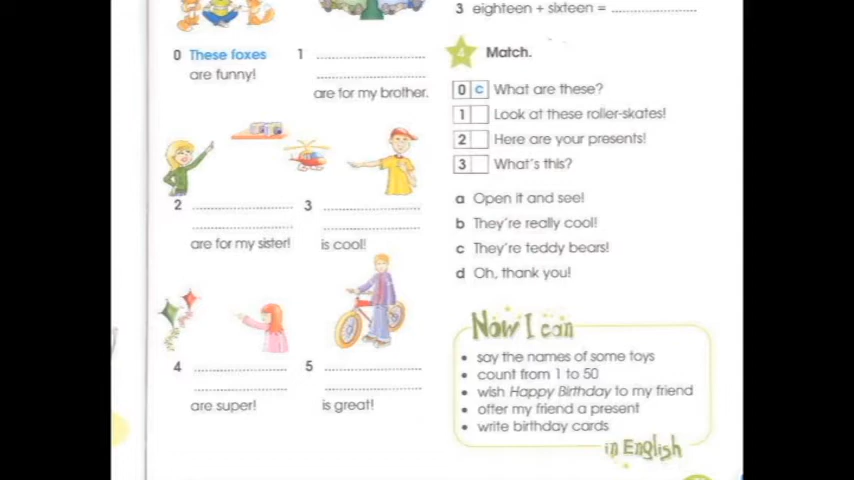 0 These foxes
are funny!
1 ........................
........................
are for my brother.
2 ........................
........................
are for my sister!
3 ........................
........................
is cool!
4 ........................
........................
are super!
5 ........................
........................
is great!
3 eighteen + sixteen = ........................
4 Match.
0 c What are these?
1 Look at these roller-skates!
2 Here are your presents!
3 What's this?
a Open it and see!
b They're really cool!
c They're teddy bears!
d Oh, thank you!
Now I can
• say the names of some toys
• count from 1 to 50
• wish Happy Birthday to my friend
• offer my friend a present
• write birthday cards
in English